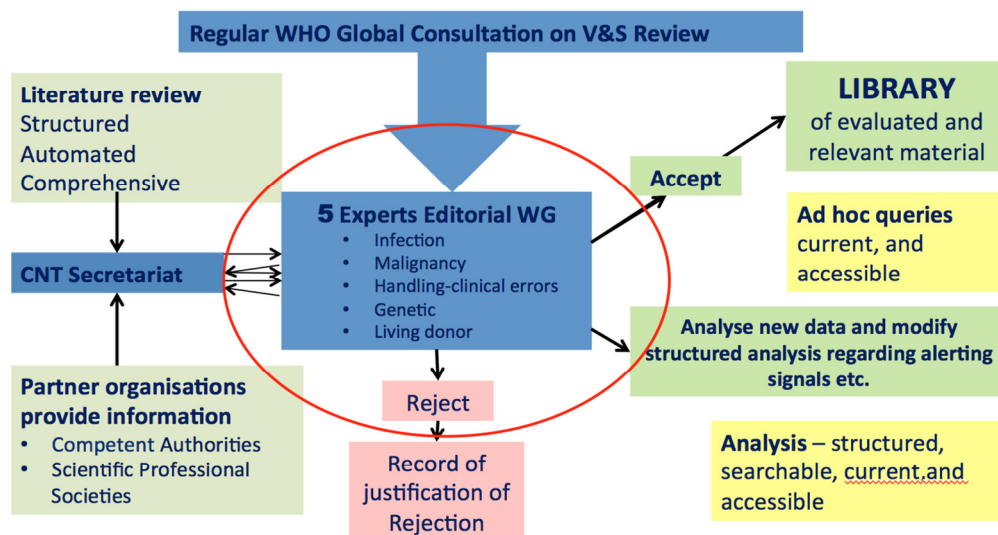 Regular WHO Global Consultation on V&S Review
Literature review
Structured
Automated
Comprehensive
CNT Secretariat
Partner organisations
provide information
• Competent Authorities
• Scientific Professional
Societies
5 Experts Editorial WG
• Infection
• Malignancy
• Handling-clinical errors
• Genetic
• Living donor
Reject
Record of
justification of
Rejection
Accept
LIBRARY
of evaluated and
relevant material
Ad hoc queries
current, and
accessible
Analyse new data and modify
structured analysis regarding alerting
signals etc.
Analysis – structured,
searchable, current,and
accessible